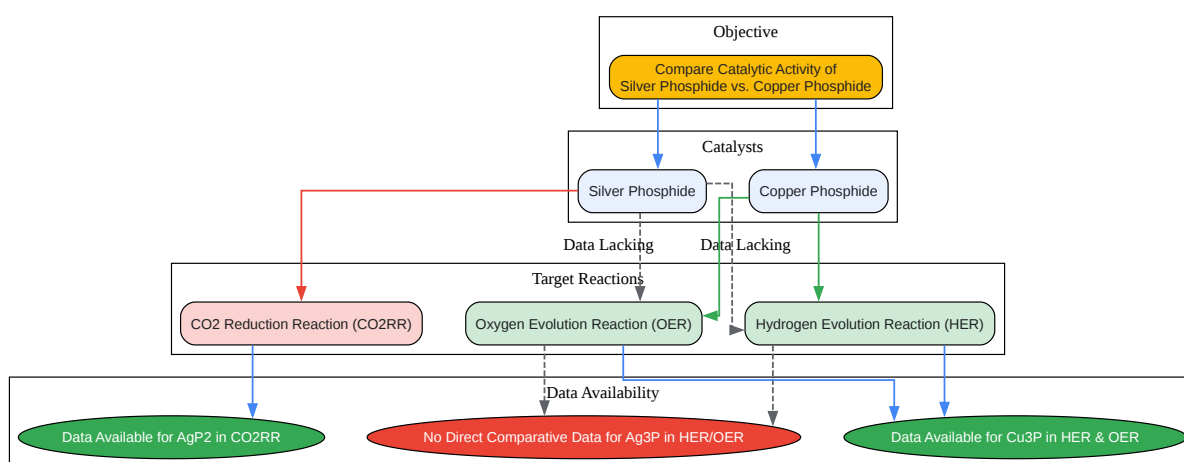 Objective
Compare Catalytic Activity of
Silver Phosphide vs. Copper Phosphide
Catalysts
Silver Phosphide
Copper Phosphide
Data Lacking
Data Lacking
Target Reactions
CO2 Reduction Reaction (CO2RR)
Oxygen Evolution Reaction (OER)
Hydrogen Evolution Reaction (HER)
Data Availability
Data Available for AgP2 in CO2RR
No Direct Comparative Data for Ag3P in HER/OER
Data Available for Cu3P in HER & OER